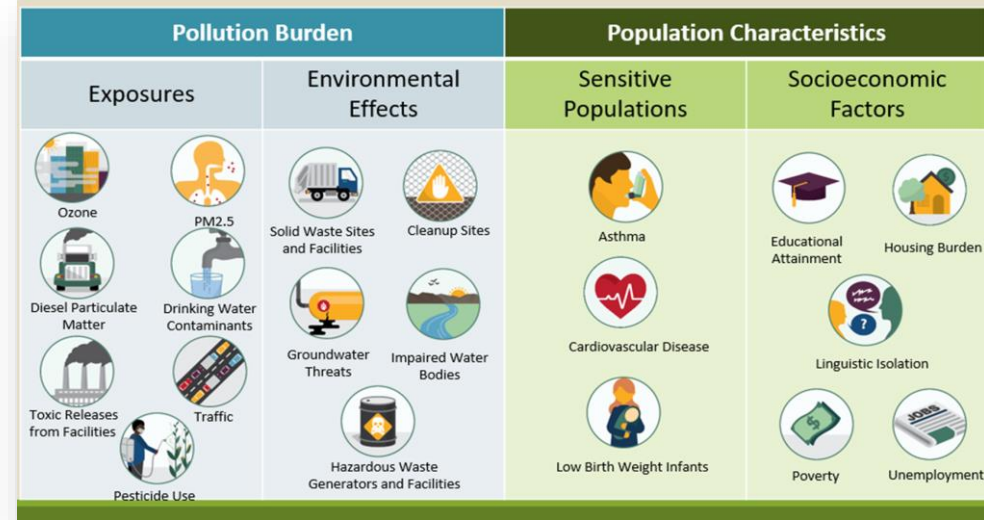 Pollution Burden
Population Characteristics
Exposures
Environmental
Effects
Sensitive
Populations
Socioeconomic
Factors
Ozone
PM2.5
Diesel Particulate
Matter
Drinking Water
Contaminants
Toxic Releases
from Facilities
Traffic
Pesticide Use
Solid Waste Sites
and Facilities
Cleanup Sites
Groundwater
Threats
Impaired Water
Bodies
Hazardous Waste
Generators and Facilities
Asthma
Cardiovascular Disease
Low Birth Weight Infants
Educational
Attainment
Housing Burden
$
?
Linguistic Isolation
$
Poverty
JOBS
Unemployment